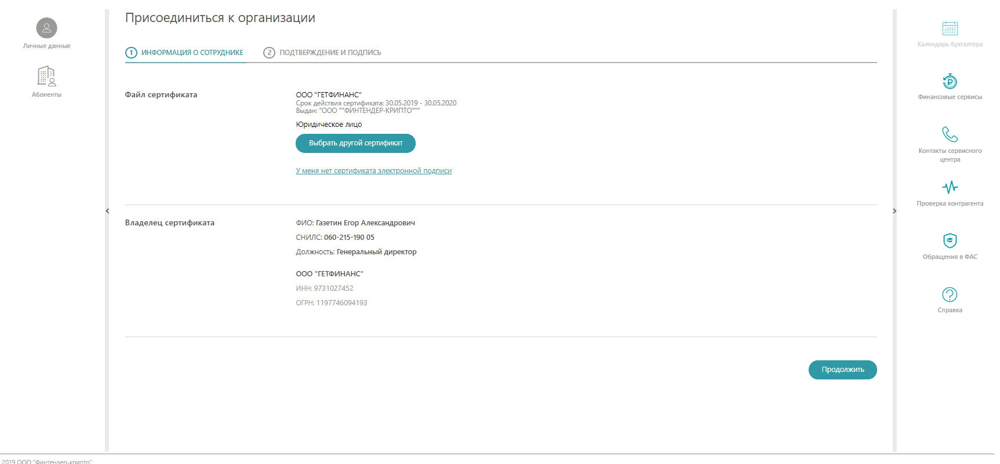 Присоединиться к организации
Личные данные
Абоненты
1 ИНФОРМАЦИЯ О СОТРУДНИКЕ
2 ПОДТВЕРЖДЕНИЕ И ПОДПИСЬ
Файл сертификата
ООО "ГЕТФИНАНС"
Срок действия сертификата: 30.05.2019 - 30.05.2020
Выдан: "ООО ""ФИНТЕНДЕР-КРИПТО"""
Юридическое лицо
Выбрать другой сертификат
У меня нет сертификата электронной подписи
Владелец сертификата
ФИО: Газетин Егор Александрович
СНИЛС: 060-215-190 05
Должность: Генеральный директор
ООО "ГЕТФИНАНС"
ИНН: 9731027452
ОГРН: 1197746094193
Продолжить
Календарь бухгалтера
Финансовые сервисы
Контакты сервисного
центра
Проверка контрагента
Обращения в ФАС
Справка
2019 ООО "Финтендер-крипто"